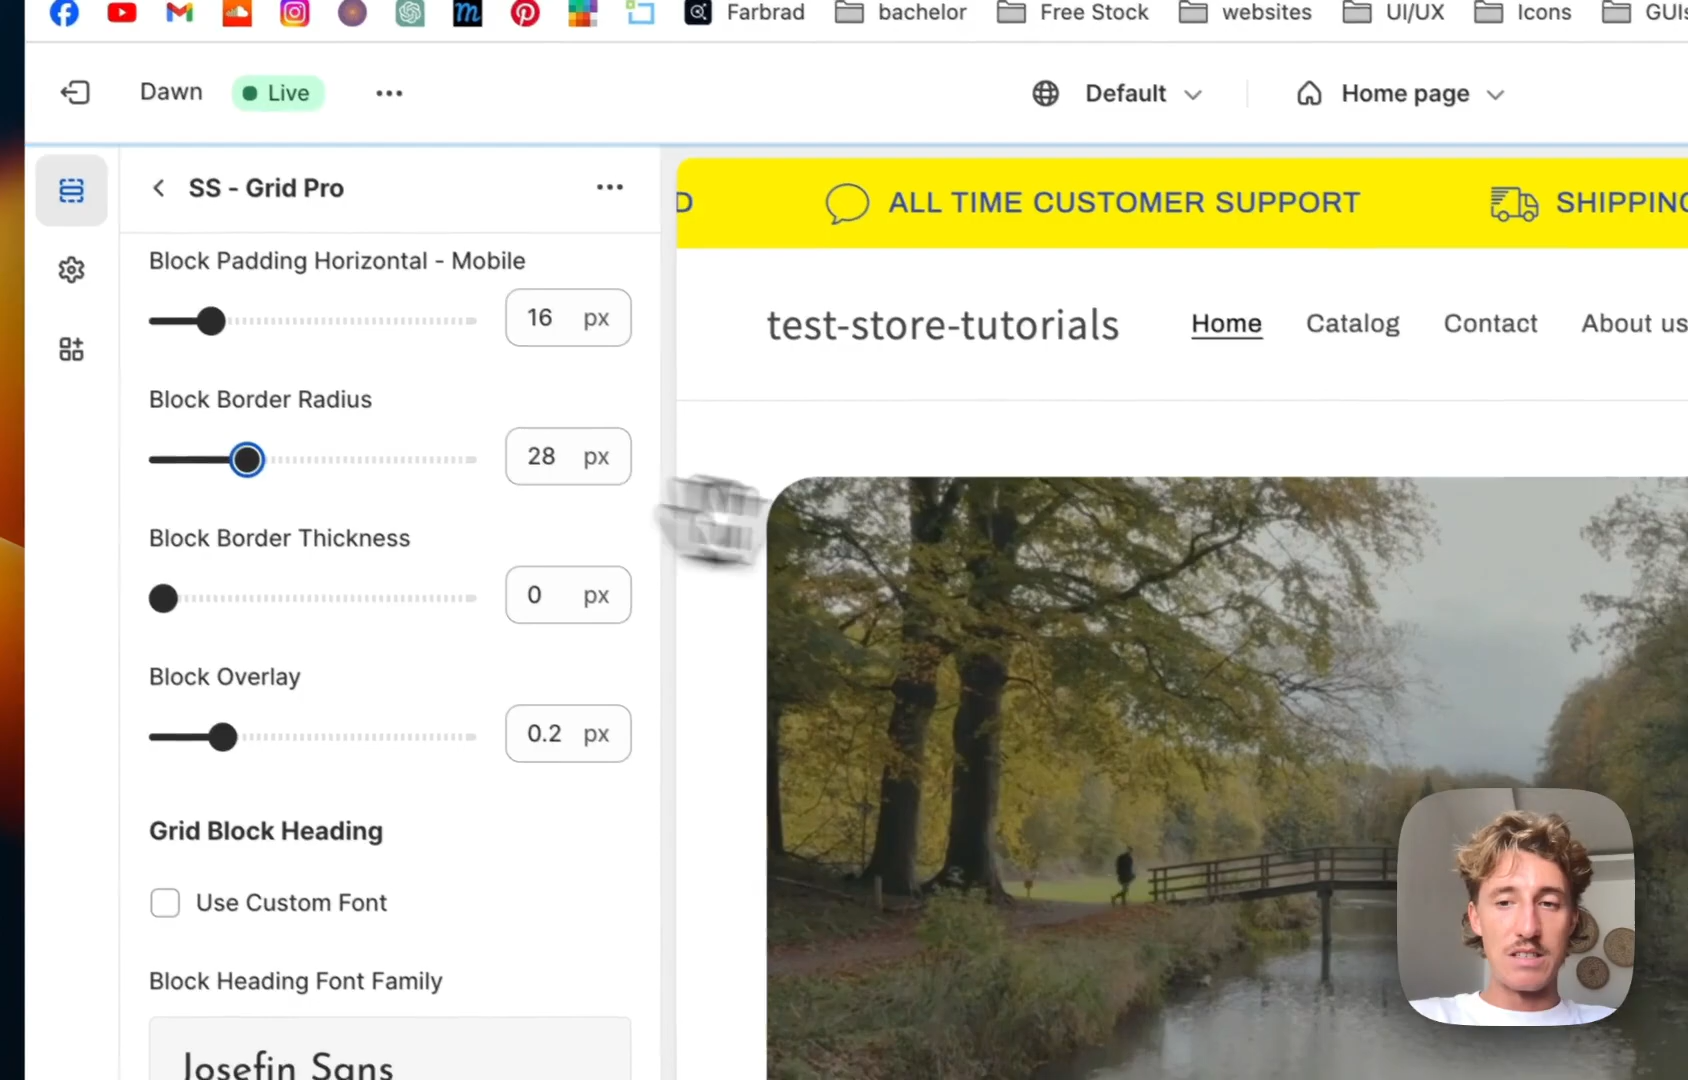 Farbrad
bachelor
Free Stock
websites
UI/UX
Icons
GUIs
Dawn
Live
Default
Home page
SS - Grid Pro
D
ALL TIME CUSTOMER SUPPORT
SHIPPING
Block Padding Horizontal - Mobile
16 px
test-store-tutorials
Home
Catalog
Contact
About us
Block Border Radius
28 px
Block Border Thickness
0 px
Block Overlay
0.2 px
Grid Block Heading
Use Custom Font
Block Heading Font Family
Josefin Sans